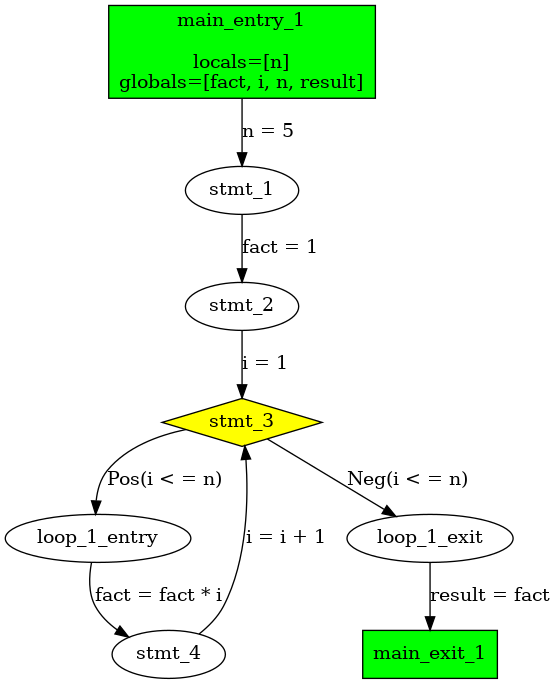 main_entry_1
locals=[n]
globals=[fact, i, n, result]
n = 5
stmt_1
fact = 1
stmt_2
i = 1
stmt_3
Pos(i < = n)
Neg(i < = n)
loop_1_entry
i = i + 1
loop_1_exit
fact = fact * i
result = fact
stmt_4
main_exit_1